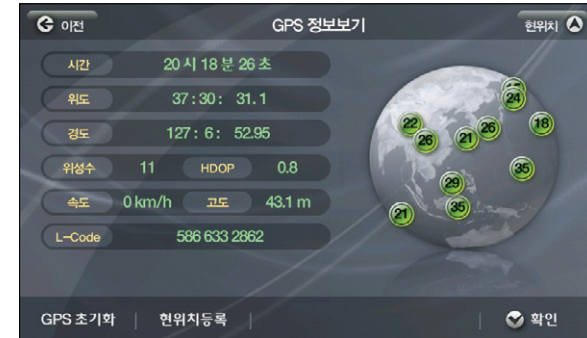 이전 GPS 정보보기 현위치
시간 20 시 18 분 26 초
위도 37 : 30 : 31.1
경도 127 : 6 : 52.95
위성수 11 HDOP 0.8
속도 0 km/h 고도 43.1 m
L-Code 586 633 2862
24
22 26 21 26 18
35
29
21 35
GPS 초기화 현위치등록 확인